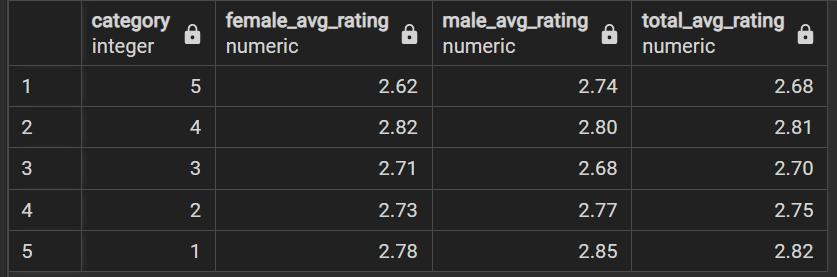 category female_avg_rating male_avg_rating total_avg_rating
integer numeric numeric numeric
1 5 2.62 2.74 2.68
2 4 2.82 2.80 2.81
3 3 2.71 2.68 2.70
4 2 2.73 2.77 2.75
5 1 2.78 2.85 2.82